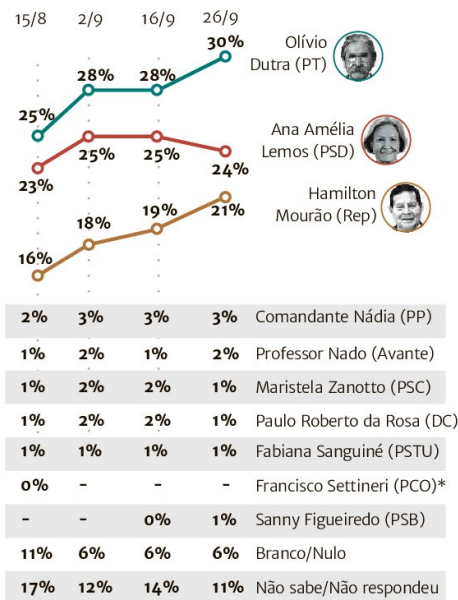 15/8 2/9 16/9 26/9
30%
Olívio
Dutra (PT)
28% 28%
25%
Ana Amélia
Lemos (PSD)
25% 25%
24%
23%
Hamilton
Mourão (Rep)
21%
19%
18%
16%
2% 3% 3% 3% Comandante Nádia (PP)
1% 2% 1% 2% Professor Nado (Avante)
1% 2% 2% 1% Maristela Zanotto (PSC)
1% 2% 2% 1% Paulo Roberto da Rosa (DC)
1% 1% 1% 1% Fabiana Sanguiné (PSTU)
0% - - - Francisco Settineri (PCO)*
- - 0% 1% Sanny Figueiredo (PSB)
11% 6% 6% 6% Branco/Nulo
17% 12% 14% 11% Não sabe/Não respondeu